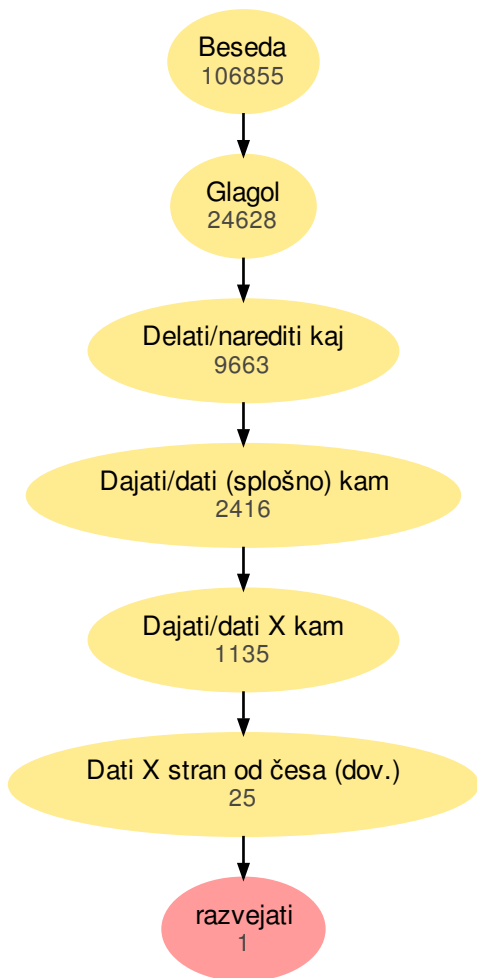 Beseda
106855
Glagol
24628
Delati/narediti kaj
9663
Dajati/dati (splošno) kam
2416
Dajati/dati X kam
1135
Dati X stran od česa (dov.)
25
razvejati
1